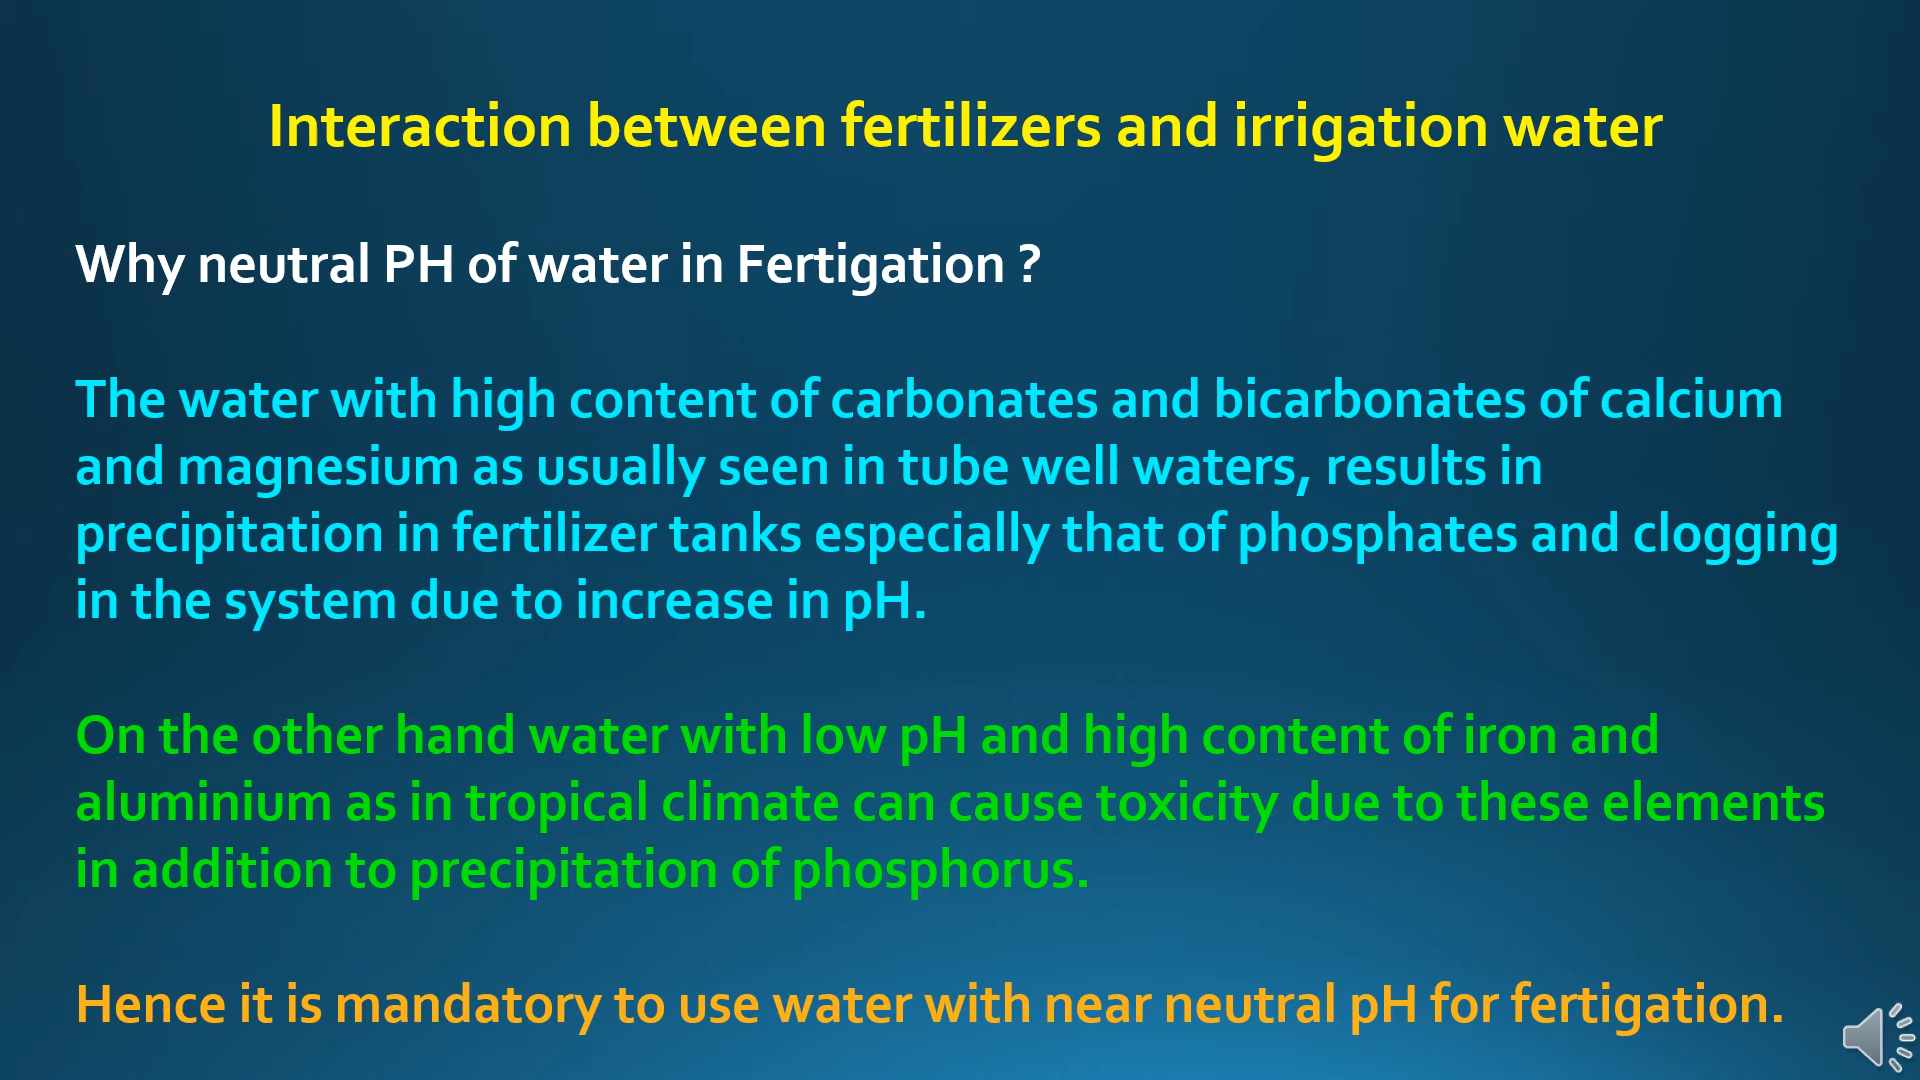 Interaction between fertilizers and irrigation water
Why neutral PH of water in Fertigation ?
The water with high content of carbonates and bicarbonates of calcium
and magnesium as usually seen in tube well waters, results in
precipitation in fertilizer tanks especially that of phosphates and clogging
in the system due to increase in pH.
On the other hand water with low pH and high content of iron and
aluminium as in tropical climate can cause toxicity due to these elements
in addition to precipitation of phosphorus.
Hence it is mandatory to use water with near neutral pH for fertigation.